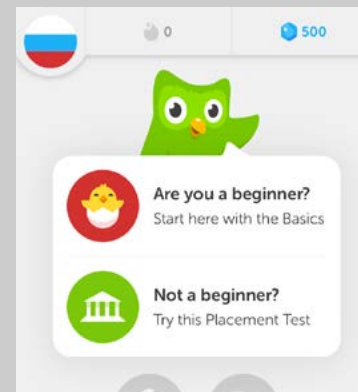 0
500
Are you a beginner?
Start here with the Basics
Not a beginner?
Try this Placement Test